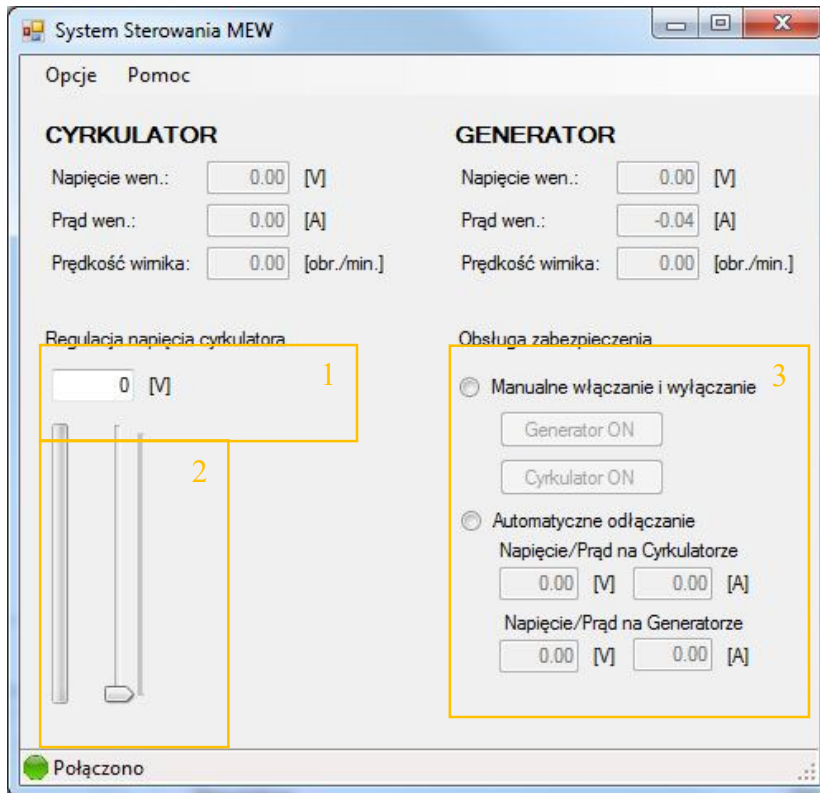 System Sterowania MEW
Opcje Pomoc
CYRKULATOR
Napięcie wen.: 0.00 [V]
Prąd wen.: 0.00 [A]
Prędkość wirnika: 0.00 [obr./min.]
GENERATOR
Napięcie wen.: 0.00 [V]
Prąd wen.: -0.04 [A]
Prędkość wirnika: 0.00 [obr./min.]
Regulacja napięcia cyrkulatora
1
0 [V]
2
Obsługa zabezpieczenia
3
Manualne włączanie i wyłączanie
Generator ON
Cyrkulator ON
Automatyczne odłączanie
Napięcie/Prąd na Cyrkulatorze
0.00 [V] 0.00 [A]
Napięcie/Prąd na Generatorze
0.00 [V] 0.00 [A]
Połączono